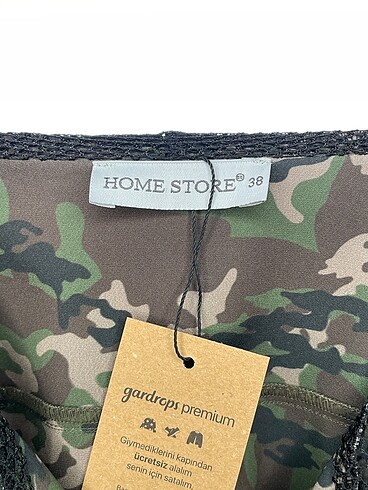 HOME STORE® 38
gardrops premium
Giymediklerini kapından
ücretsiz alalım
senin için satalım,